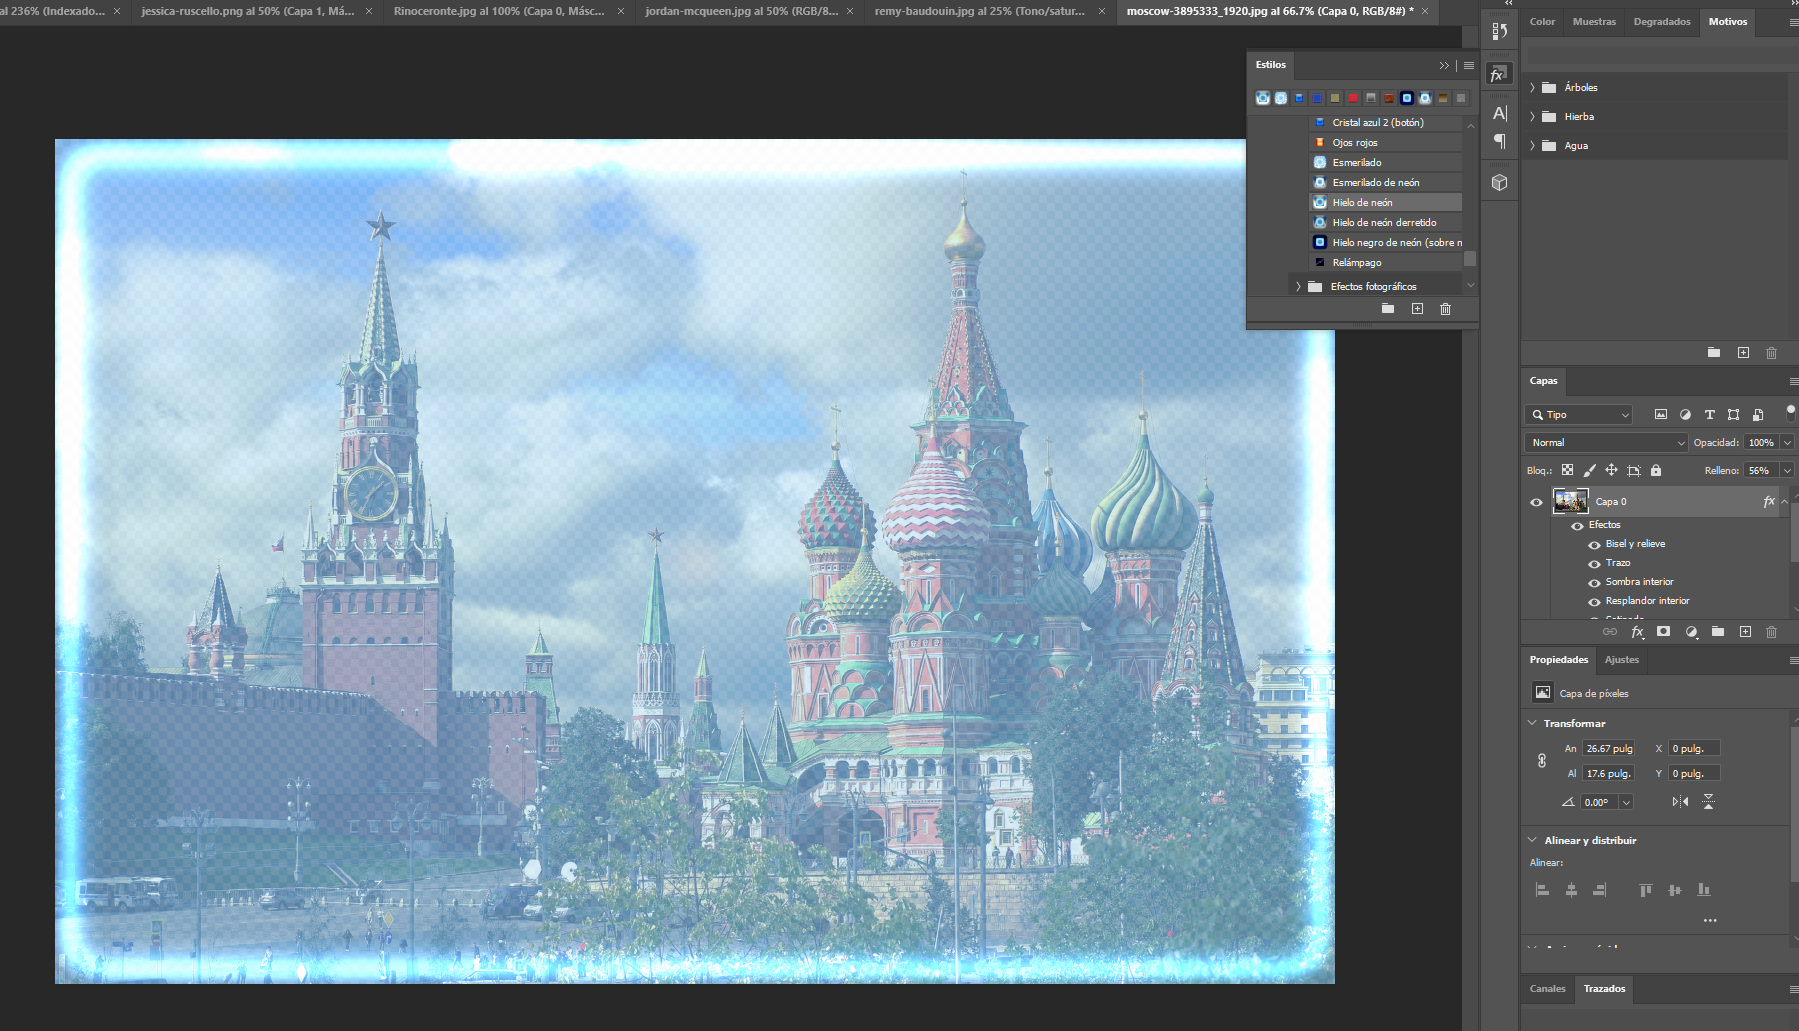 al 236% (Indexado...
jessica-ruscello.png al 50% (Capa 1, Má...
Rinoceronte.jpg al 100% (Capa 0, Másc...
jordan-mcqueen.jpg al 50% (RGB/8...
remy-baudouin.jpg al 25% (Tono/satur...
moscow-3895333_1920.jpg al 66.7% (Capa 0, RGB/8#) *
Estilos
Cristal azul 2 (botón)
Ojos rojos
Esmerilado
Esmerilado de neón
Hielo de neón
Hielo de neón derretido
Hielo negro de neón (sobre n
Relámpago
Efectos fotográficos
Color
Muestras
Degradados
Motivos
Árboles
Hierba
Agua
Capas
Tipo
Normal
Opacidad: 100%
Bloq.:
Relleno: 56%
Capa 0
fx
Efectos
Bisel y relieve
Trazo
Sombra interior
Resplandor interior
fx
Propiedades
Ajustes
Capa de píxeles
Transformar
An 26.67 pulg
X 0 pulg.
Al 17.6 pulg.
Y 0 pulg.
0.00°
Alinear y distribuir
Alinear:
Canales
Trazados